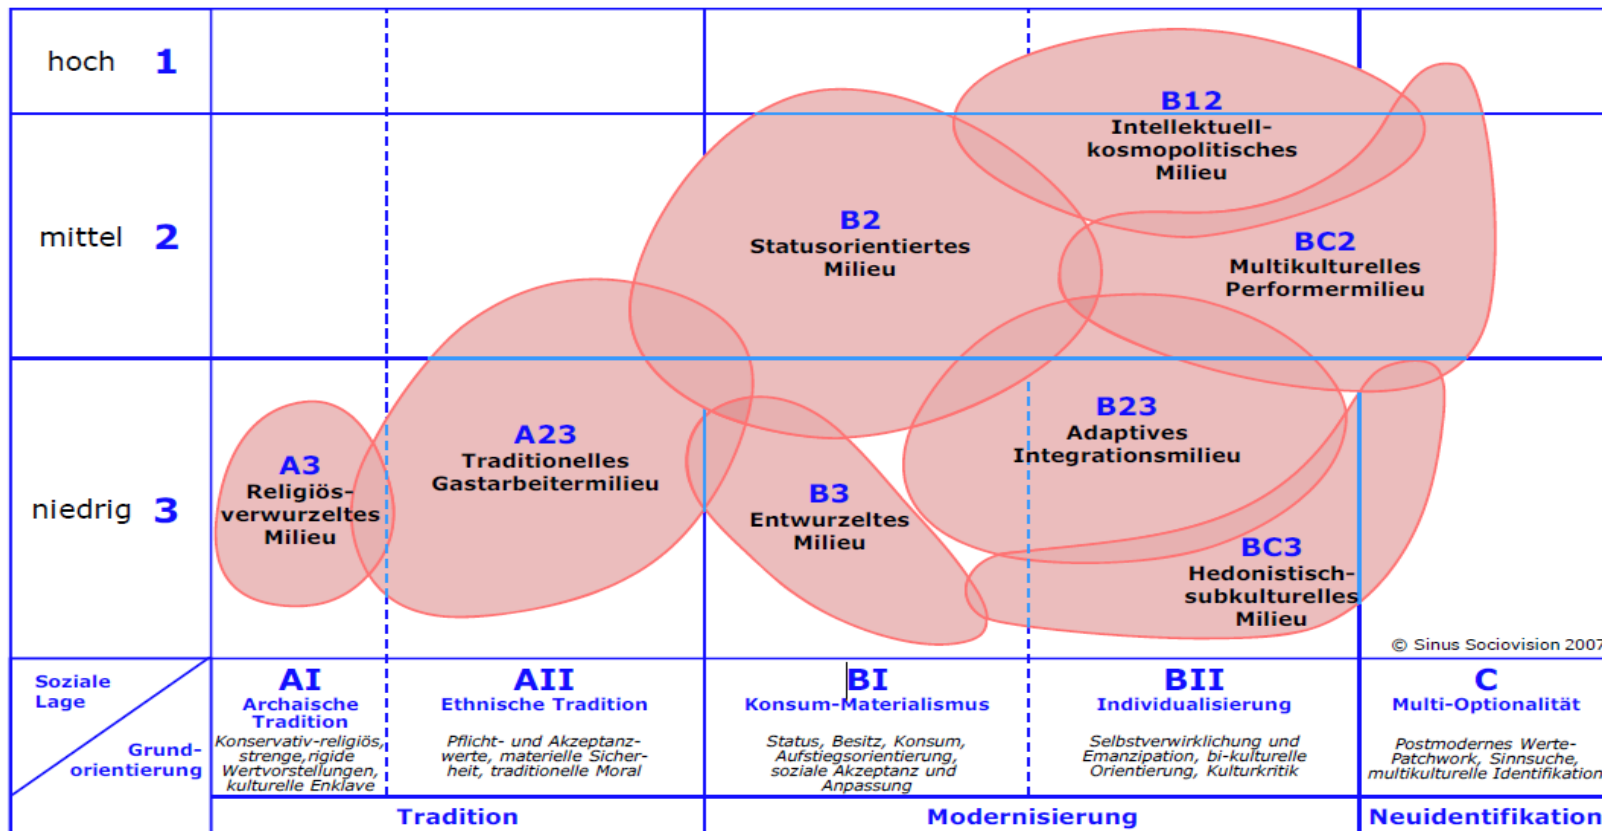 hoch 1
mittel 2
niedrig 3
B12
Intellektuell-
kosmopolitisches
Milieu
B2
Statusorientiertes
Milieu
BC2
Multikulturelles
Performermilieu
A3
Religiös-
verwurzeltes
Milieu
A23
Traditionelles
Gastarbeitermilieu
B3
Entwurzeltes
Milieu
B23
Adaptives
Integrationsmilieu
BC3
Hedonistisch-
subkulturelles
Milieu
© Sinus Sociovision 2007
Soziale
Lage
Grund-
orientierung
AI
Archaische
Tradition
Konservativ-religiös,
strenge,rigide
Wertvorstellungen,
kulturelle Enklave
AII
Ethnische Tradition
Pflicht- und Akzeptanz-
werte, materielle Sicher-
heit, traditionelle Moral
BI
Konsum-Materialismus
Status, Besitz, Konsum,
Aufstiegsorientierung,
soziale Akzeptanz und
Anpassung
BII
Individualisierung
Selbstverwirklichung und
Emanzipation, bi-kulturelle
Orientierung, Kulturkritik
C
Multi-Optionalität
Postmodernes Werte-
Patchwork, Sinnsuche,
multikulturelle Identifikation
Tradition
Modernisierung
Neuidentifikation